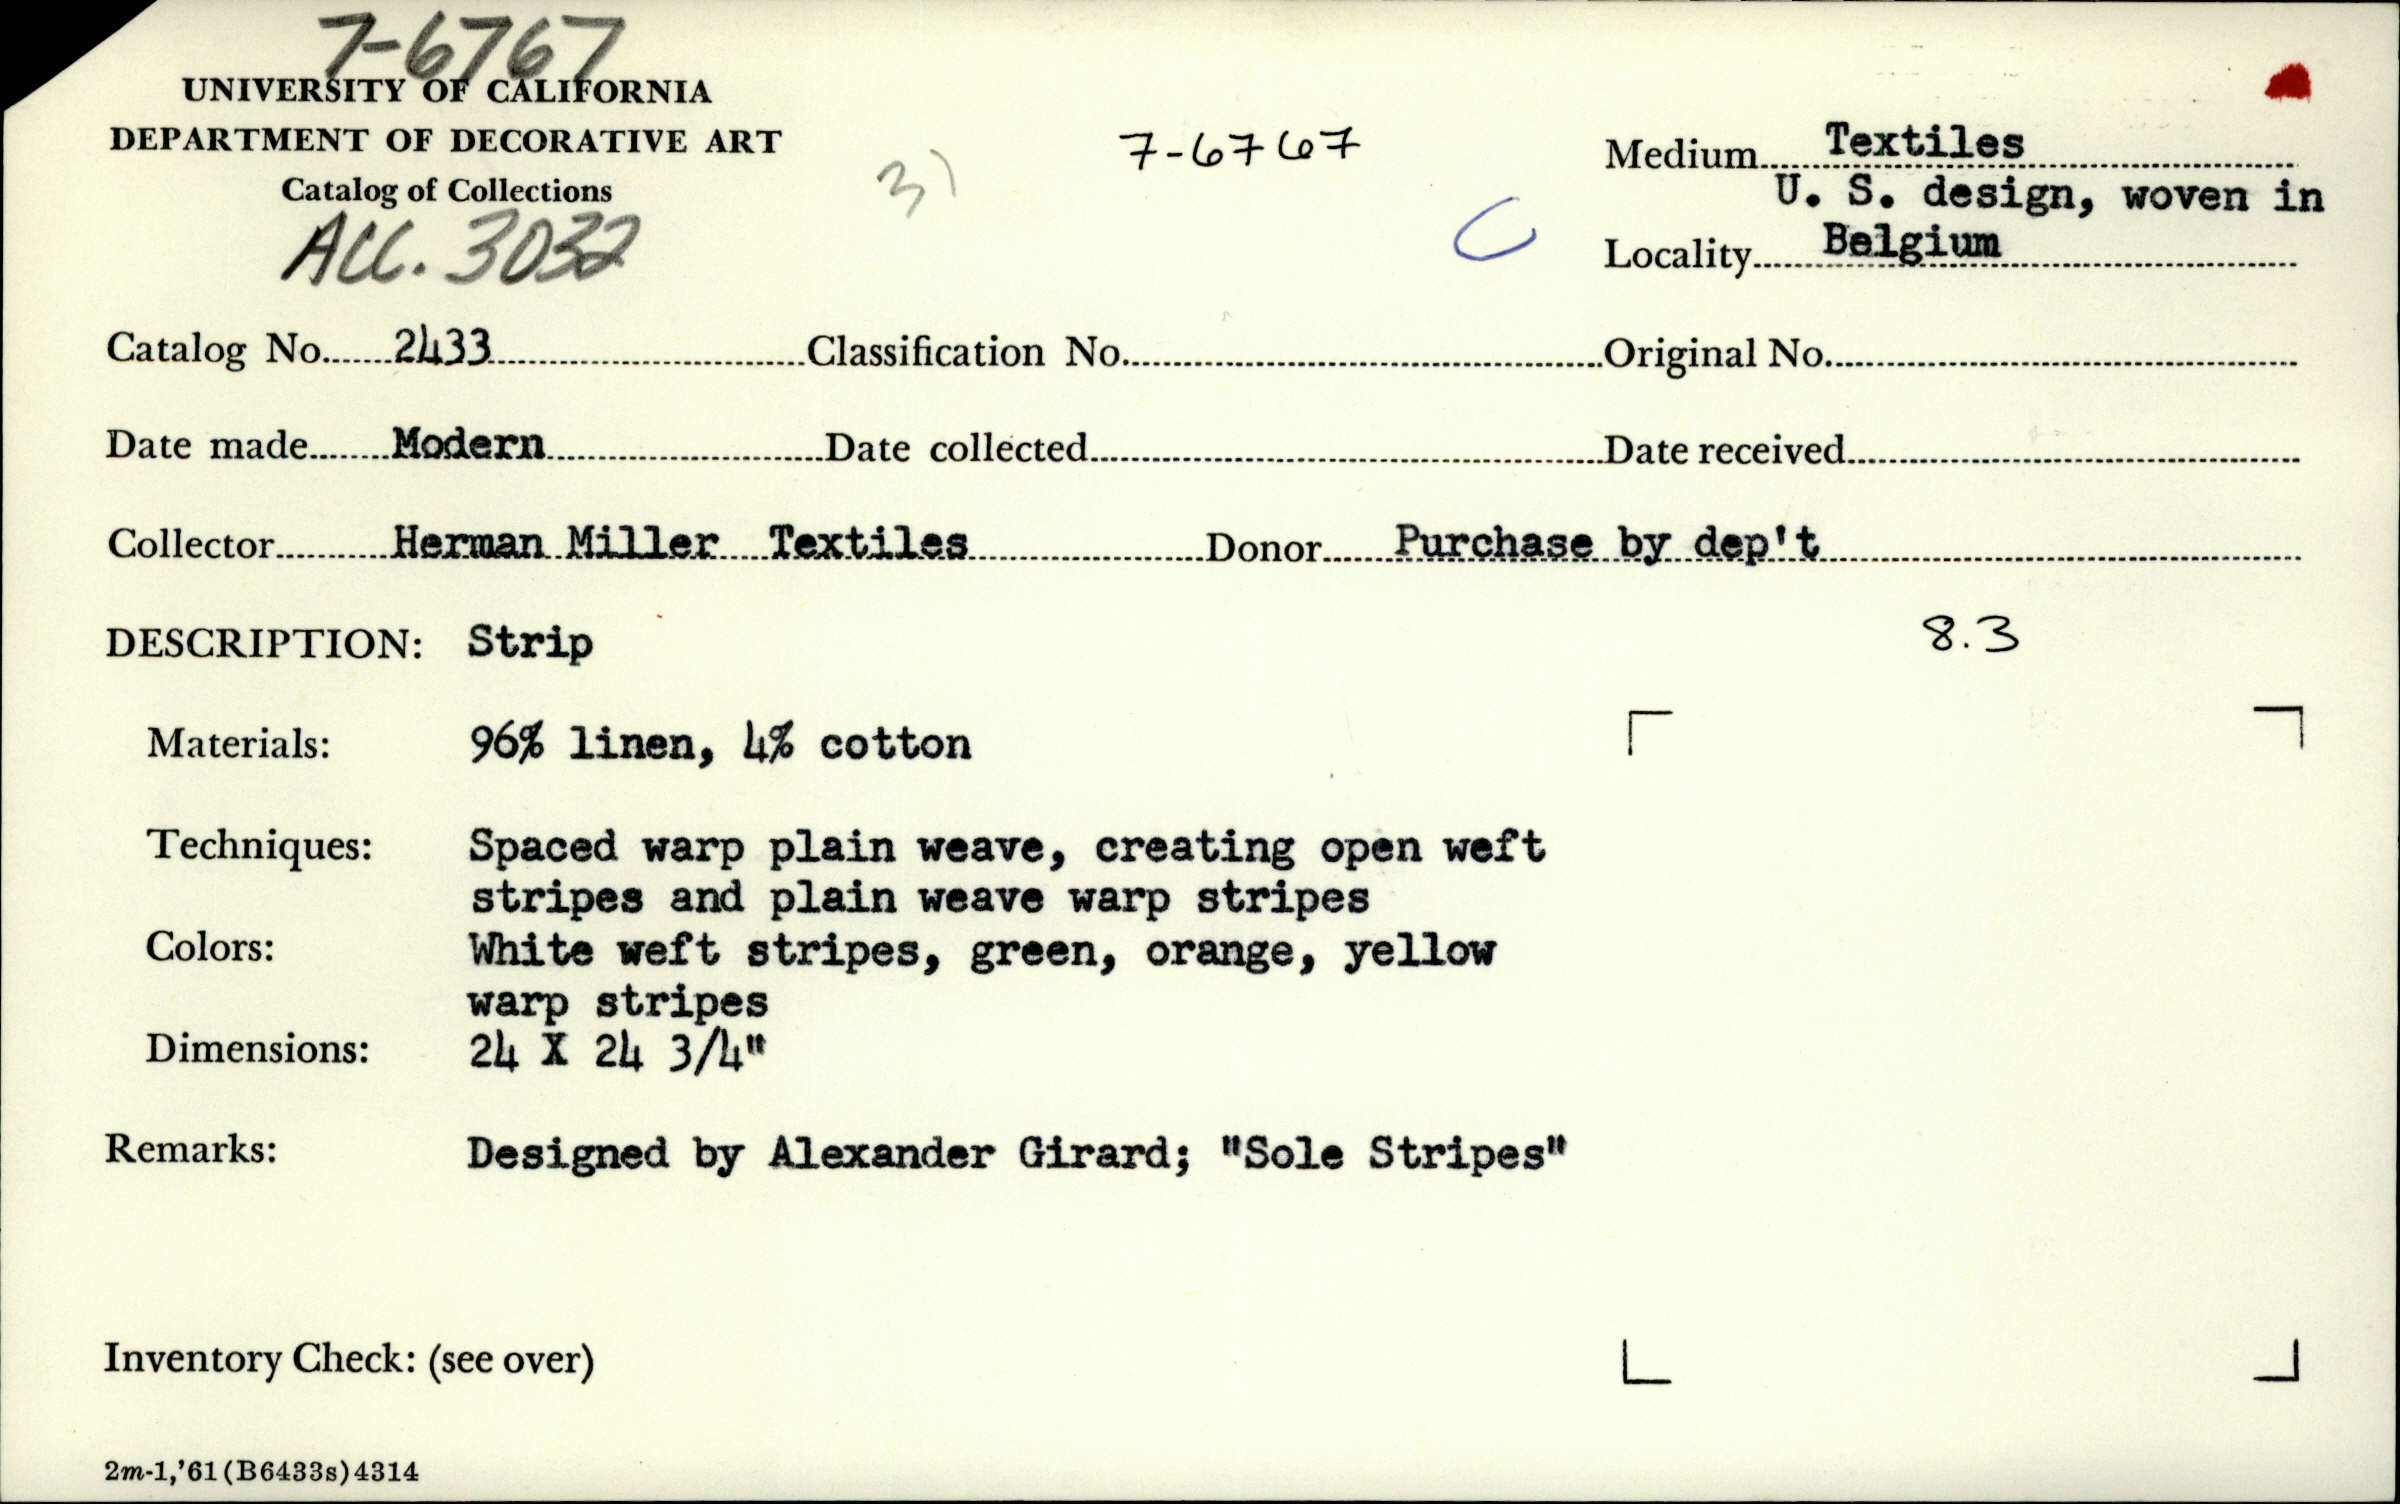 7-6767
UNIVERSITY OF CALIFORNIA
DEPARTMENT OF DECORATIVE ART
Catalog of Collections
Acc. 3032
3)
7-6767
C
Medium Textiles
U. S. design, woven in
Locality Belgium
Catalog No. 2433 Classification No. Original No.
Date made Modern Date collected Date received
Collector Herman Miller Textiles Donor Purchase by dep't
DESCRIPTION: Strip 8.3
Materials: 96% linen, 4% cotton
Techniques: Spaced warp plain weave, creating open weft
stripes and plain weave warp stripes
Colors: White weft stripes, green, orange, yellow
warp stripes
Dimensions: 24 X 24 3/4"
Remarks: Designed by Alexander Girard; "Sole Stripes"
Inventory Check: (see over)
2m-1,'61(B6433s)4314